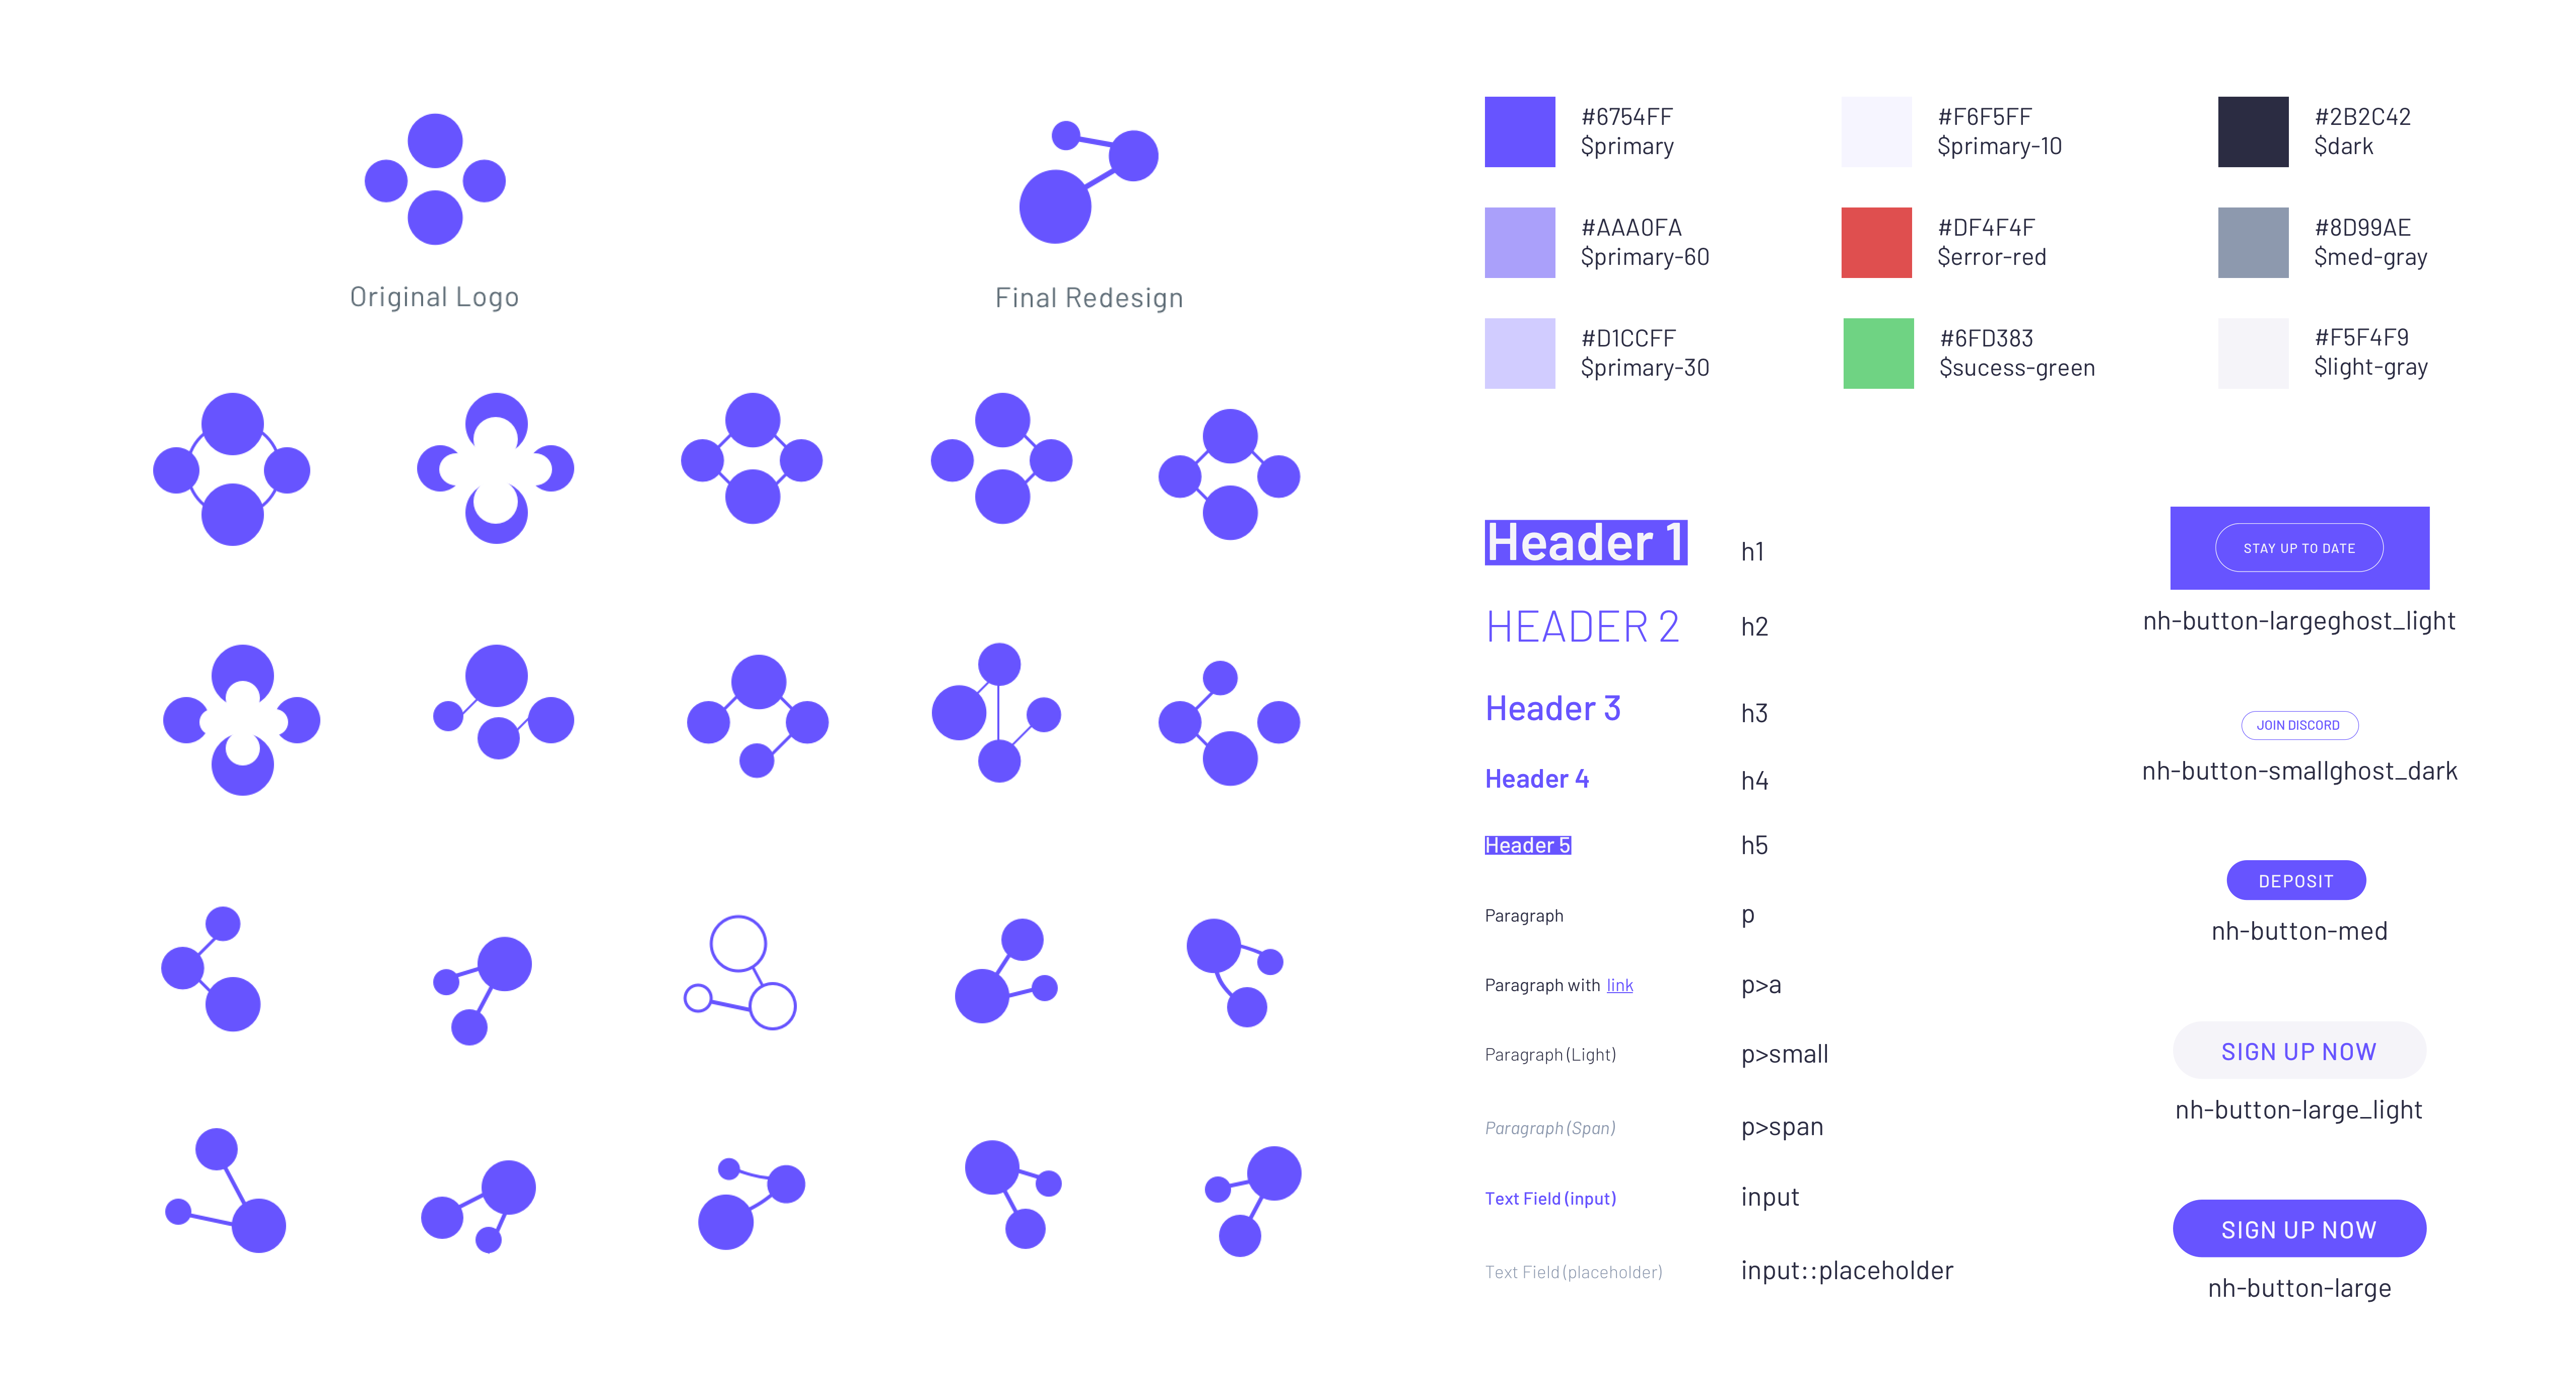 Original Logo
Final Redesign
#6754FF
$primary
#F6F5FF
$primary-10
#2B2C42
$dark
#AAA0FA
$primary-60
#DF4F4F
$error-red
#8D99AE
$med-gray
#D1CCFF
$primary-30
#6FD383
$sucess-green
#F5F4F9
$light-gray
Header 1
h1
HEADER 2
h2
Header 3
h3
Header 4
h4
Header 5
h5
Paragraph
p
Paragraph with link
p>a
Paragraph (Light)
p>small
Paragraph (Span)
p>span
Text Field (input)
input
Text Field (placeholder)
input::placeholder
STAY UP TO DATE
nh-button-largeghost_light
JOIN DISCORD
nh-button-smallghost_dark
DEPOSIT
nh-button-med
SIGN UP NOW
nh-button-large_light
SIGN UP NOW
nh-button-large